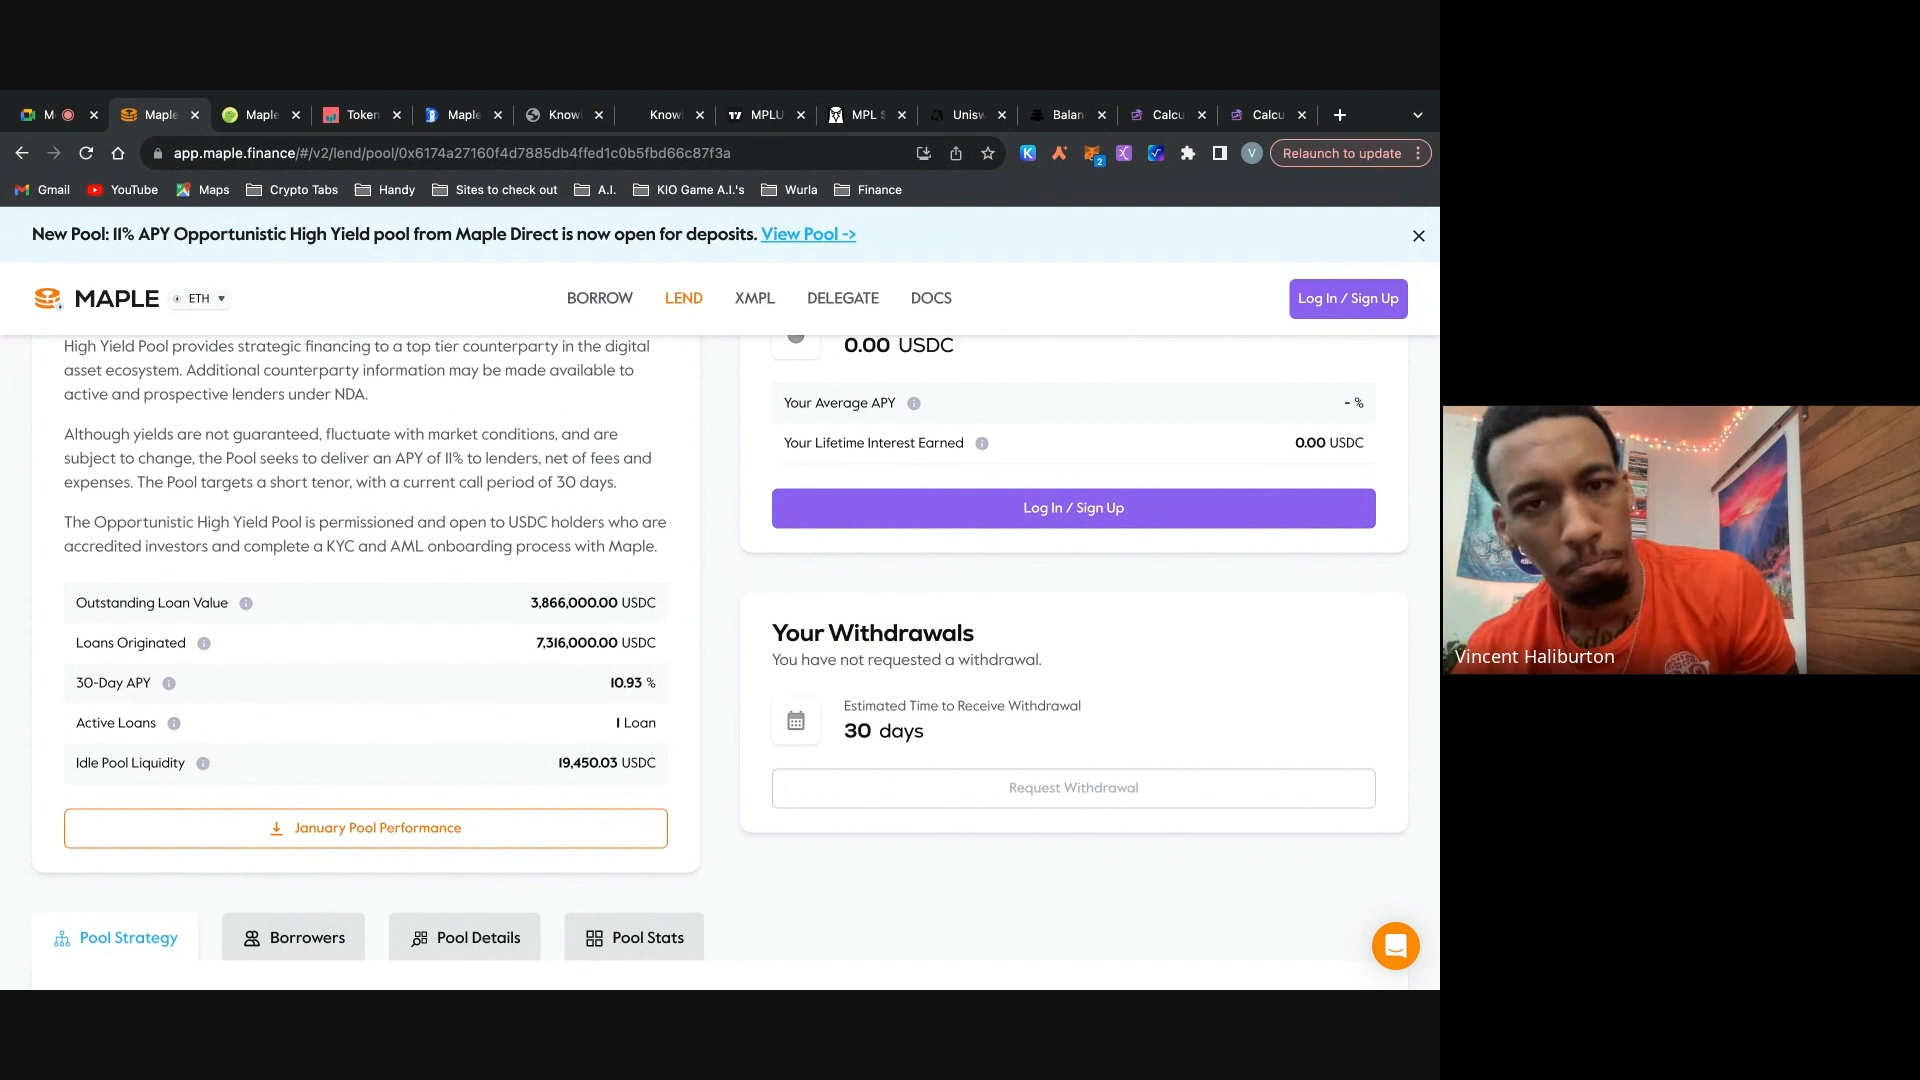 M
Maple
Maple
Token
Maple
Know
Know
MPLU
MPL $
Unisw
Balan
Calcu
Calcu
app.maple.finance/#/v2/lend/pool/0x6174a27160f4d7885db4ffed1c0b5fbd66c87f3a
2
V
Relaunch to update
Gmail
YouTube
Maps
Crypto Tabs
Handy
Sites to check out
A.I.
KIO Game A.I.'s
Wurla
Finance
New Pool: 11% APY Opportunistic High Yield pool from Maple Direct is now open for deposits. View Pool ->
MAPLE
ETH
BORROW
LEND
XMPL
DELEGATE
DOCS
Log In / Sign Up
High Yield Pool provides strategic financing to a top tier counterparty in the digital
asset ecosystem. Additional counterparty information may be made available to
active and prospective lenders under NDA.
Although yields are not guaranteed, fluctuate with market conditions, and are
subject to change, the Pool seeks to deliver an APY of 11% to lenders, net of fees and
expenses. The Pool targets a short tenor, with a current call period of 30 days.
The Opportunistic High Yield Pool is permissioned and open to USDC holders who are
accredited investors and complete a KYC and AML onboarding process with Maple.
Outstanding Loan Value 3,866,000.00 USDC
Loans Originated 7,316,000.00 USDC
30-Day APY 10.93 %
Active Loans 1 Loan
Idle Pool Liquidity 19,450.03 USDC
January Pool Performance
0.00 USDC
Your Average APY - %
Your Lifetime Interest Earned 0.00 USDC
Log In / Sign Up
Your Withdrawals
You have not requested a withdrawal.
Estimated Time to Receive Withdrawal
30 days
Request Withdrawal
Pool Strategy
Borrowers
Pool Details
Pool Stats
Vincent Haliburton